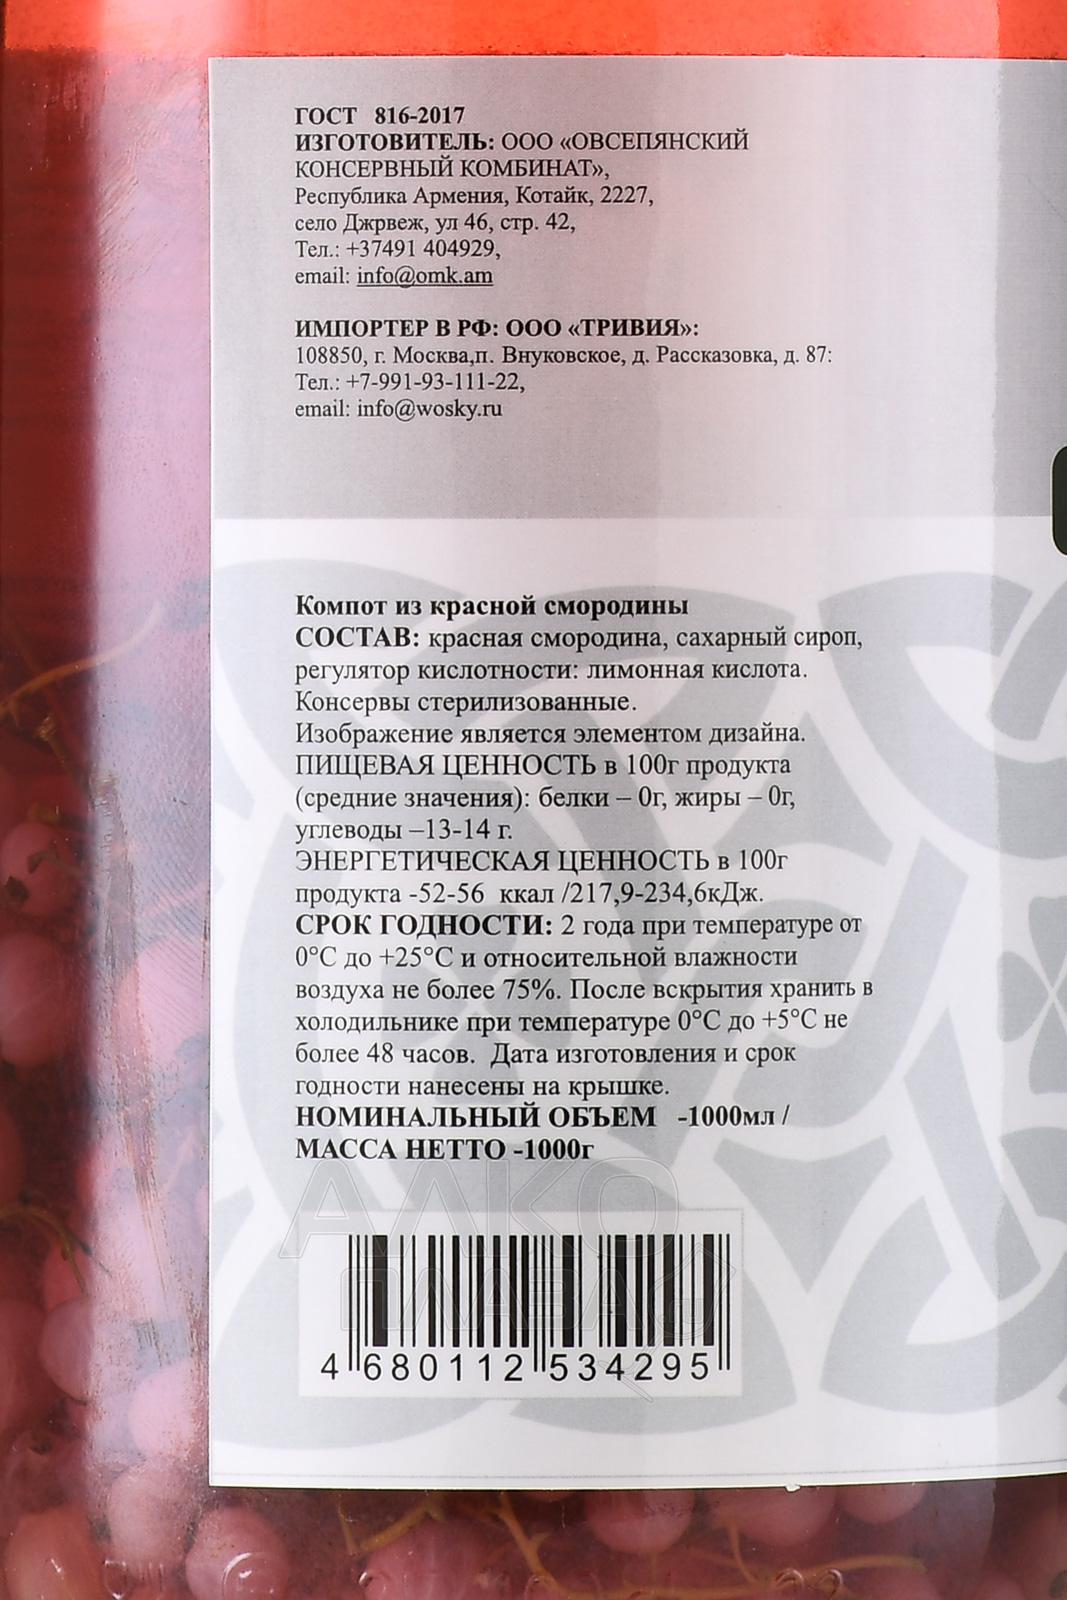 ГОСТ 816-2017
ИЗГОТОВИТЕЛЬ: ООО «ОВСЕПЯНСКИЙ
КОНСЕРВНЫЙ КОМБИНАТ»,
Республика Армения, Котайк, 2227,
село Джрвеж, ул 46, стр. 42,
Тел.: +37491 404929,
email: info@omk.am
ИМПОРТЕР В РФ: ООО «ТРИВИЯ»:
108850, г. Москва,п. Внуковское, д. Рассказовка, д. 87:
Тел.: +7-991-93-111-22,
email: info@wosky.ru
Компот из красной смородины
СОСТАВ: красная смородина, сахарный сироп,
регулятор кислотности: лимонная кислота.
Консервы стерилизованные.
Изображение является элементом дизайна.
ПИЩЕВАЯ ЦЕННОСТЬ в 100г продукта
(средние значения): белки – 0г, жиры – 0г,
углеводы –13-14 г.
ЭНЕРГЕТИЧЕСКАЯ ЦЕННОСТЬ в 100г
продукта -52-56 ккал /217,9-234,6кДж.
СРОК ГОДНОСТИ: 2 года при температуре от
0°С до +25°С и относительной влажности
воздуха не более 75%. После вскрытия хранить в
холодильнике при температуре 0°С до +5°С не
более 48 часов. Дата изготовления и срок
годности нанесены на крышке.
НОМИНАЛЬНЫЙ ОБЪЕМ -1000мл /
МАССА НЕТТО -1000г
АЛКО
ПЛАЗА
4 680112 534295